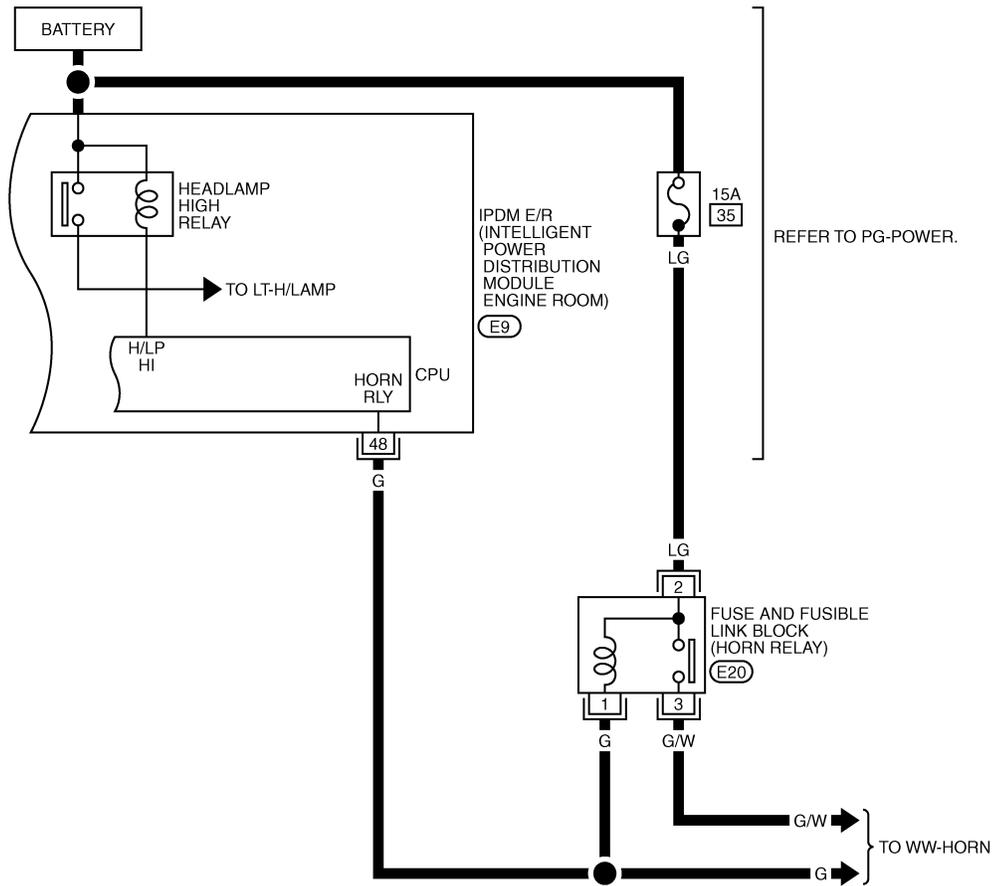 BATTERY
HEADLAMP
HIGH
RELAY
TO LT-H/LAMP
IPDM E/R
(INTELLIGENT
POWER
DISTRIBUTION
MODULE
ENGINE ROOM)
E9
15A
35
LG
REFER TO PG-POWER.
H/LP
HI
HORN
RLY
CPU
48
G
LG
2
FUSE AND FUSIBLE
LINK BLOCK
(HORN RELAY)
E20
1
3
G
G/W
G/W
TO WW-HORN
G